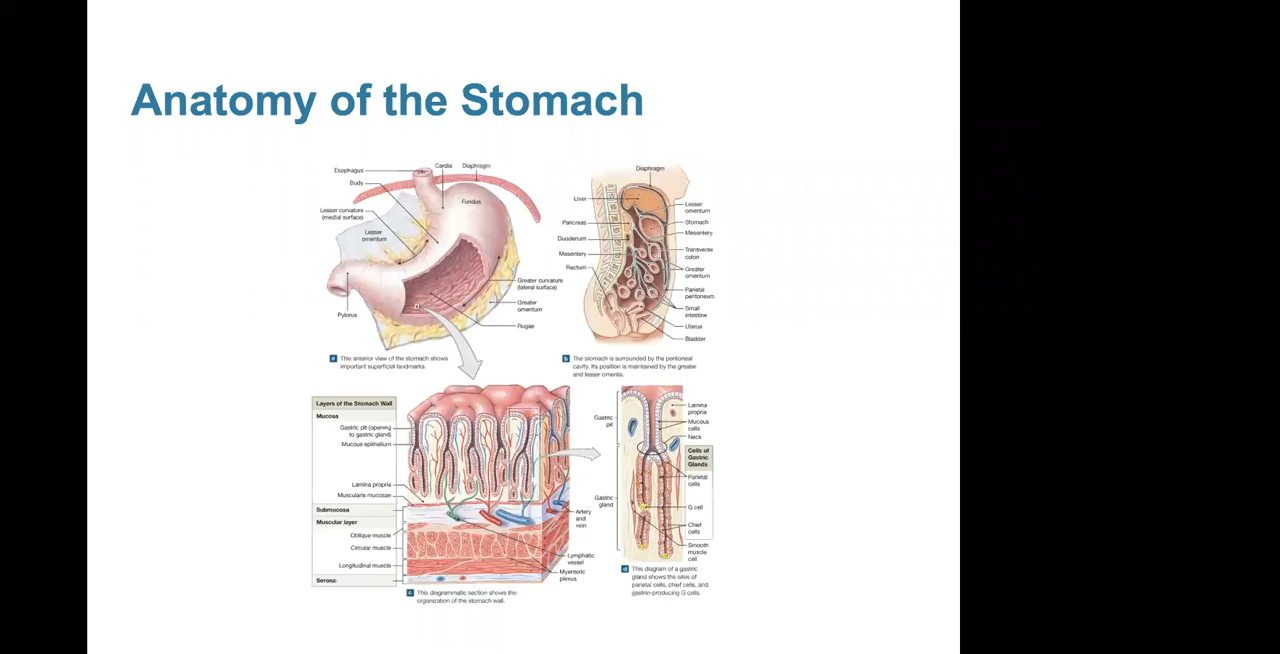 Anatomy of the Stomach
Esophagus
Cardia
Diaphragm
Body
Fundus
Lesser curvature
(medial surface)
Lesser
omentum
Greater curvature
(lateral surface)
Greater
omentum
Pylorus
Rugae
a This anterior view of the stomach shows
important superficial landmarks.
Diaphragm
Liver
Lesser
omentum
Pancreas
Stomach
Duodenum
Mesentery
Mesentery
Transverse
colon
Rectum
Greater
omentum
Parietal
peritoneum
Small
intestine
Uterus
Bladder
b The stomach is surrounded by the peritoneal
cavity. Its position is maintained by the greater
and lesser omenta.
Layers of the Stomach Wall
Mucosa
Gastric pit (opening
to gastric gland)
Mucous epithelium
Lamina propria
Muscularis mucosae
Submucosa
Muscular layer
Oblique muscle
Circular muscle
Longitudinal muscle
Serosa
Artery
and
vein
Lymphatic
vessel
Myenteric
plexus
c This diagrammatic section shows the
organization of the stomach wall.
Gastric
pit
Lamina
propria
Mucous
cells
Neck
Cells of
Gastric
Glands
Parietal
cells
Gastric
gland
G cell
Chief
cells
Smooth
muscle
cell
d This diagram of a gastric
gland shows the sites of
parietal cells, chief cells, and
gastrin-producing G cells.